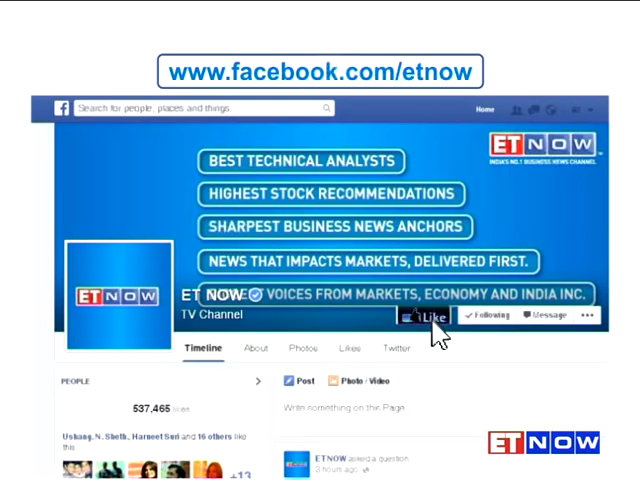 www.facebook.com/etnow
Search for people, places and things
Home
ET NOW
INDIA'S NO.1 BUSINESS NEWS CHANNEL
BEST TECHNICAL ANALYSTS
HIGHEST STOCK RECOMMENDATIONS
SHARPEST BUSINESS NEWS ANCHORS
NEWS THAT IMPACTS MARKETS, DELIVERED FIRST.
VOICES FROM MARKETS, ECONOMY AND INDIA INC.
ET NOW
ET NOW
TV Channel
Like
Following
Message
Timeline About Photos Likes Twitter
PEOPLE
537,465 likes
Post Photo / Video
Write something on this Page
Ushang, N. Sheth, Harneet Suri and 16 others like
this
+13
ETNOW asked a question
3 hours ago
ET NOW